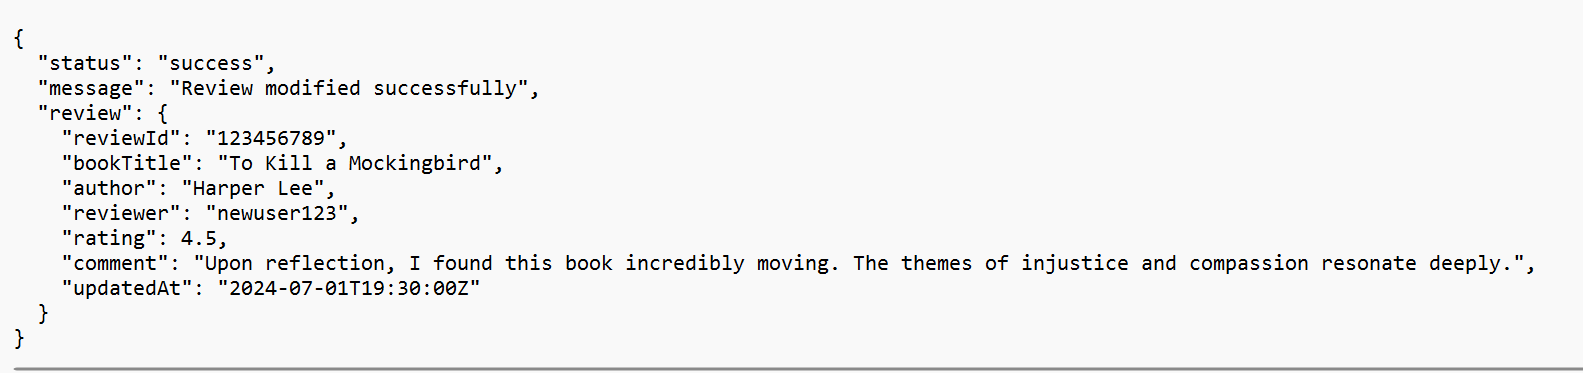 {
  "status": "success",
  "message": "Review modified successfully",
  "review": {
    "reviewId": "123456789",
    "bookTitle": "To Kill a Mockingbird",
    "author": "Harper Lee",
    "reviewer": "newuser123",
    "rating": 4.5,
    "comment": "Upon reflection, I found this book incredibly moving. The themes of injustice and compassion resonate deeply.",
    "updatedAt": "2024-07-01T19:30:00Z"
  }
}